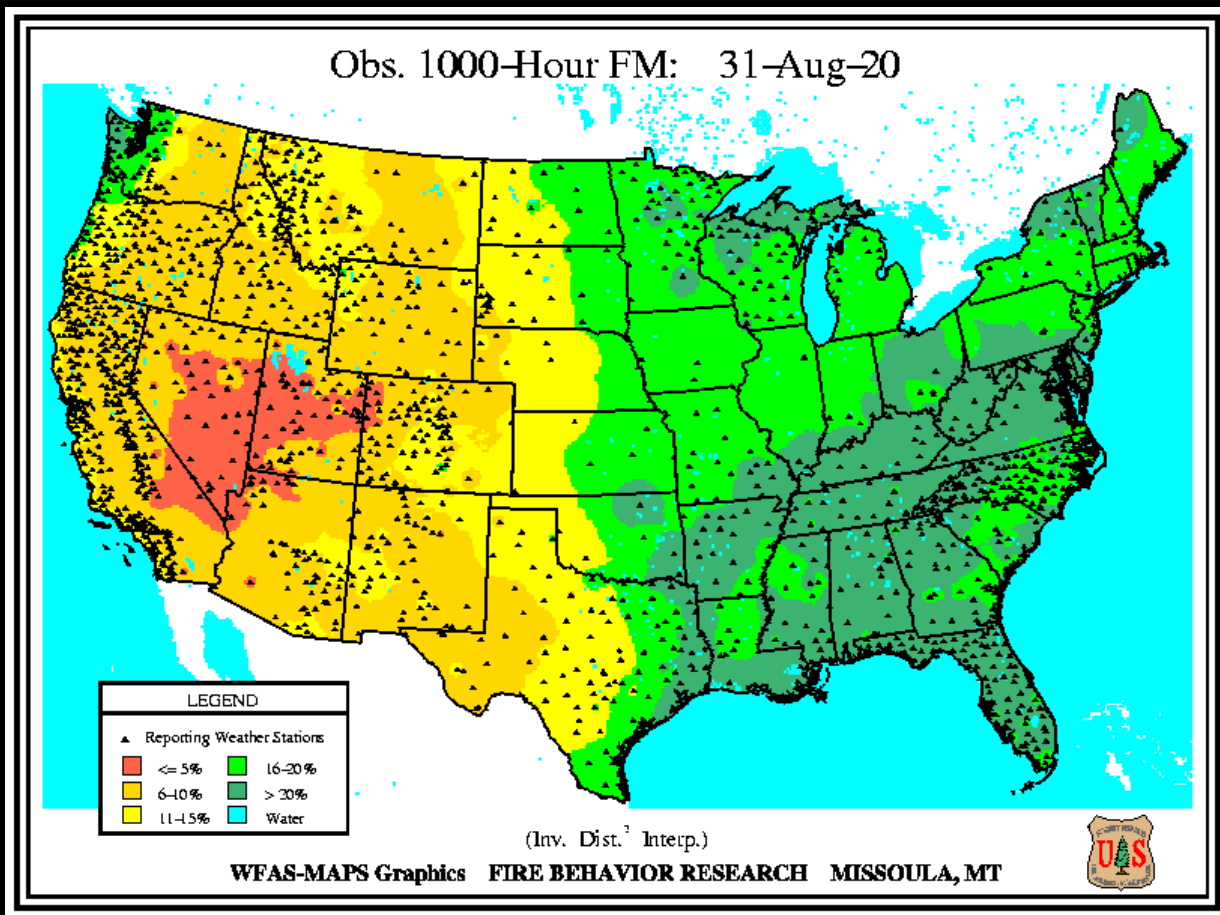 Obs. 1000-Hour FM: 31-Aug-20
LEGEND
Reporting Weather Stations
<= 5%
16-20%
6-10%
> 20%
11-15%
Water
(Inv. Dist.² Interp.)
WFAS-MAPS Graphics FIRE BEHAVIOR RESEARCH MISSOULA, MT
U S